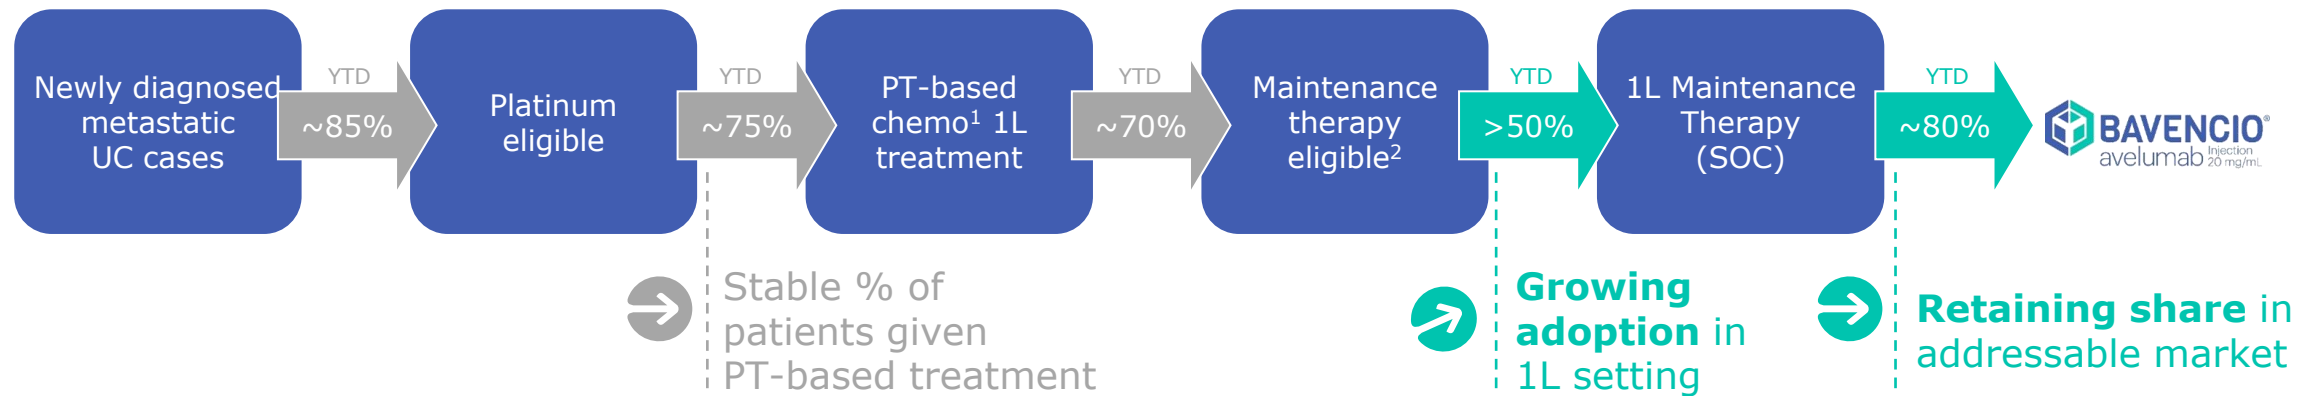 Newly diagnosed
metastatic
UC cases
YTD
~85%
Platinum
eligible
YTD
~75%
PT-based
chemo¹ 1L
treatment
YTD
~70%
Maintenance
therapy
eligible²
YTD
>50%
1L Maintenance
Therapy
(SOC)
YTD
~80%
BAVENCIO®
avelumab Injection
20 mg/mL
Stable % of
patients given
PT-based treatment
Growing
adoption in
1L setting
Retaining share in
addressable market